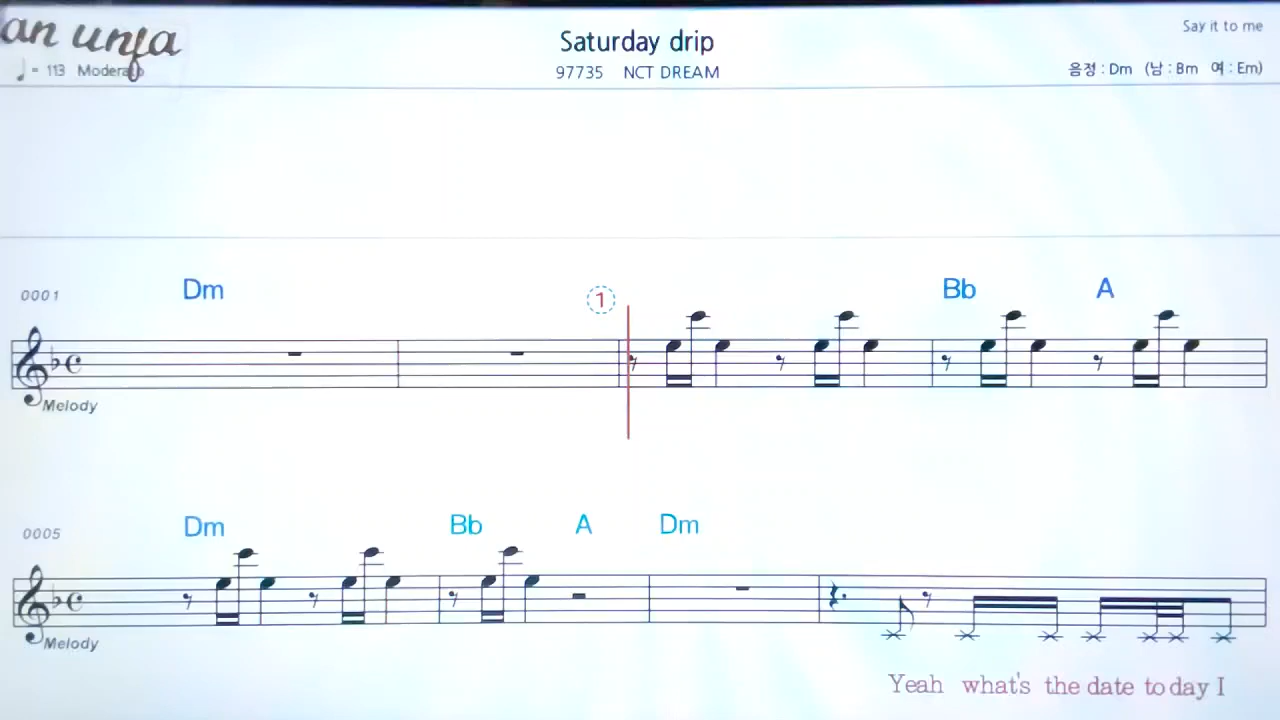 an unfa
Saturday drip
Say it to me
= 113 Moderato
97735 NCT DREAM
음정 : Dm (남 : Bm 여 : Em)
0001 Dm 1 Bb A
Melody
0005 Dm Bb A Dm
Melody
Yeah what's the date today I